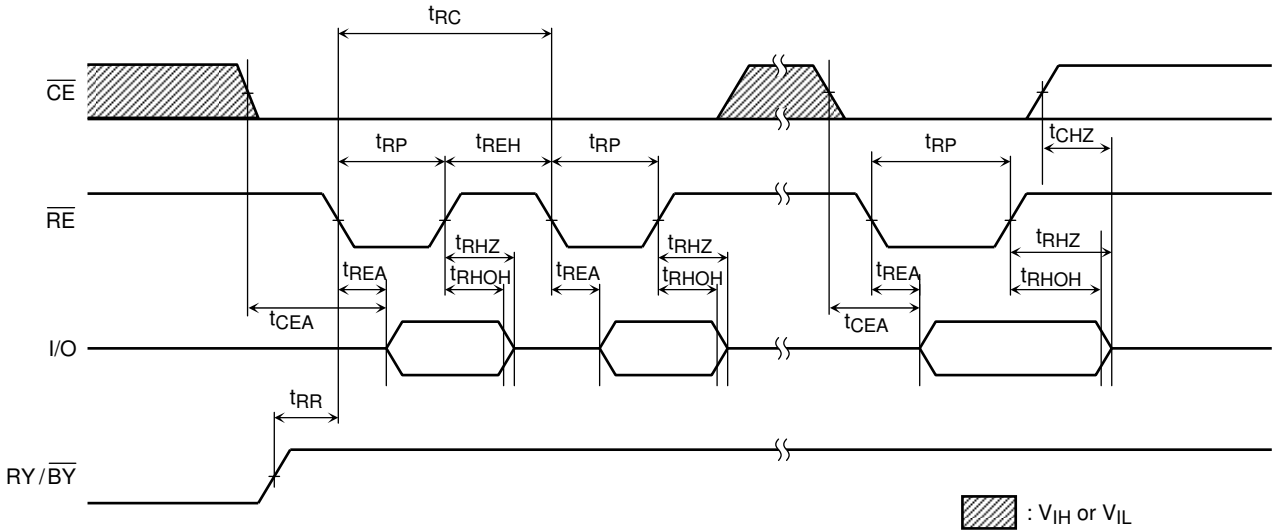 tRC
CE
tCHZ
tRP tREH tRP tRP
RE
tRHZ tRHZ tRHZ
tREA tRHOH tREA tRHOH tREA tRHOH
tCEA tCEA
I/O
tRR
RY/BY
: VIH or VIL